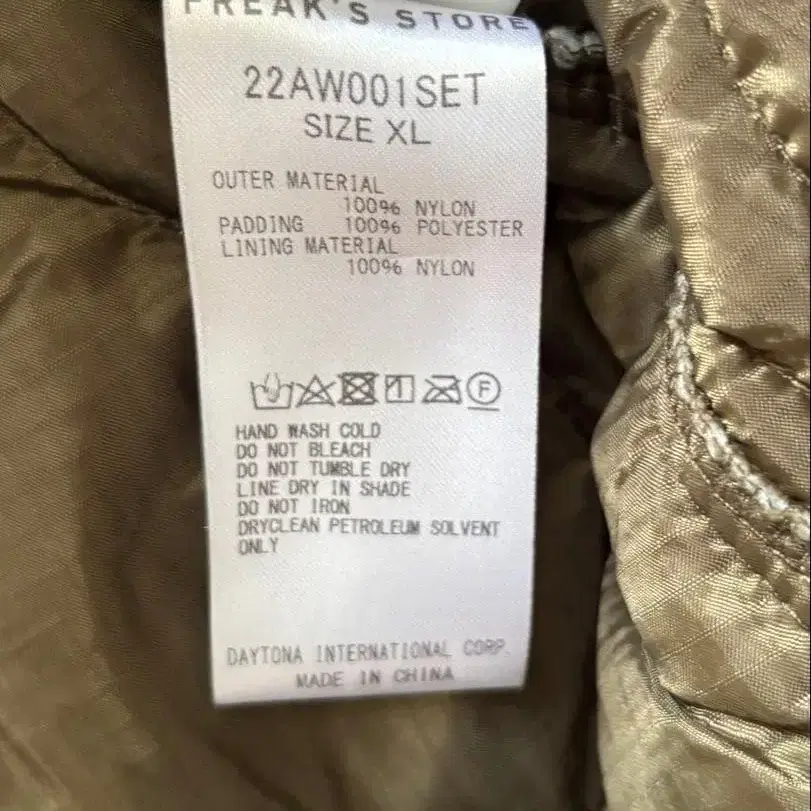 FREAK'S STORE
22AW001SET
SIZE XL
OUTER MATERIAL
100% NYLON
PADDING 100% POLYESTER
LINING MATERIAL
100% NYLON
F
HAND WASH COLD
DO NOT BLEACH
DO NOT TUMBLE DRY
LINE DRY IN SHADE
DO NOT IRON
DRYCLEAN PETROLEUM SOLVENT
ONLY
DAYTONA INTERNATIONAL CORP.
MADE IN CHINA